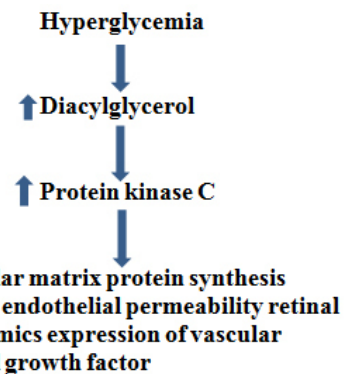 Hyperglycemia
Diacylglycerol
Protein kinase C
matrix protein synthesis
endothelial permeability retinal
expression of vascular
growth factor